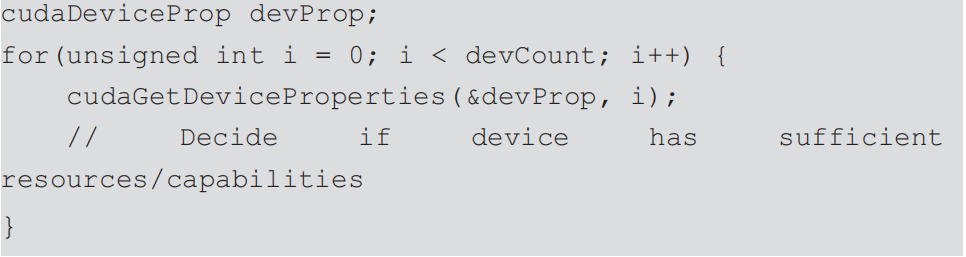 cudaDeviceProp devProp;
for(unsigned int i = 0; i < devCount; i++) {
    cudaGetDeviceProperties(&devProp, i);
    // Decide if device has sufficient
resources/capabilities
}